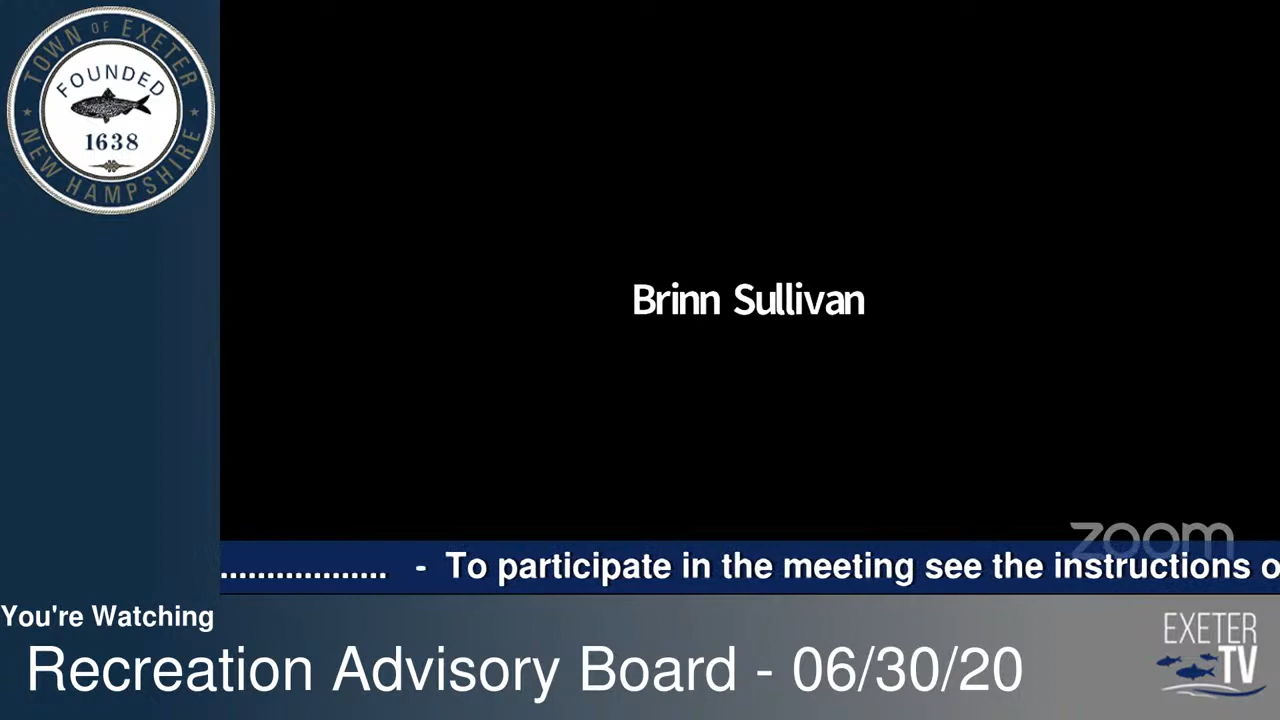 TOWN OF EXETER
FOUNDED
1638
NEW HAMPSHIRE
Brinn Sullivan
zoom
.................. - To participate in the meeting see the instructions o
You're Watching
Recreation Advisory Board - 06/30/20
EXETER
TV